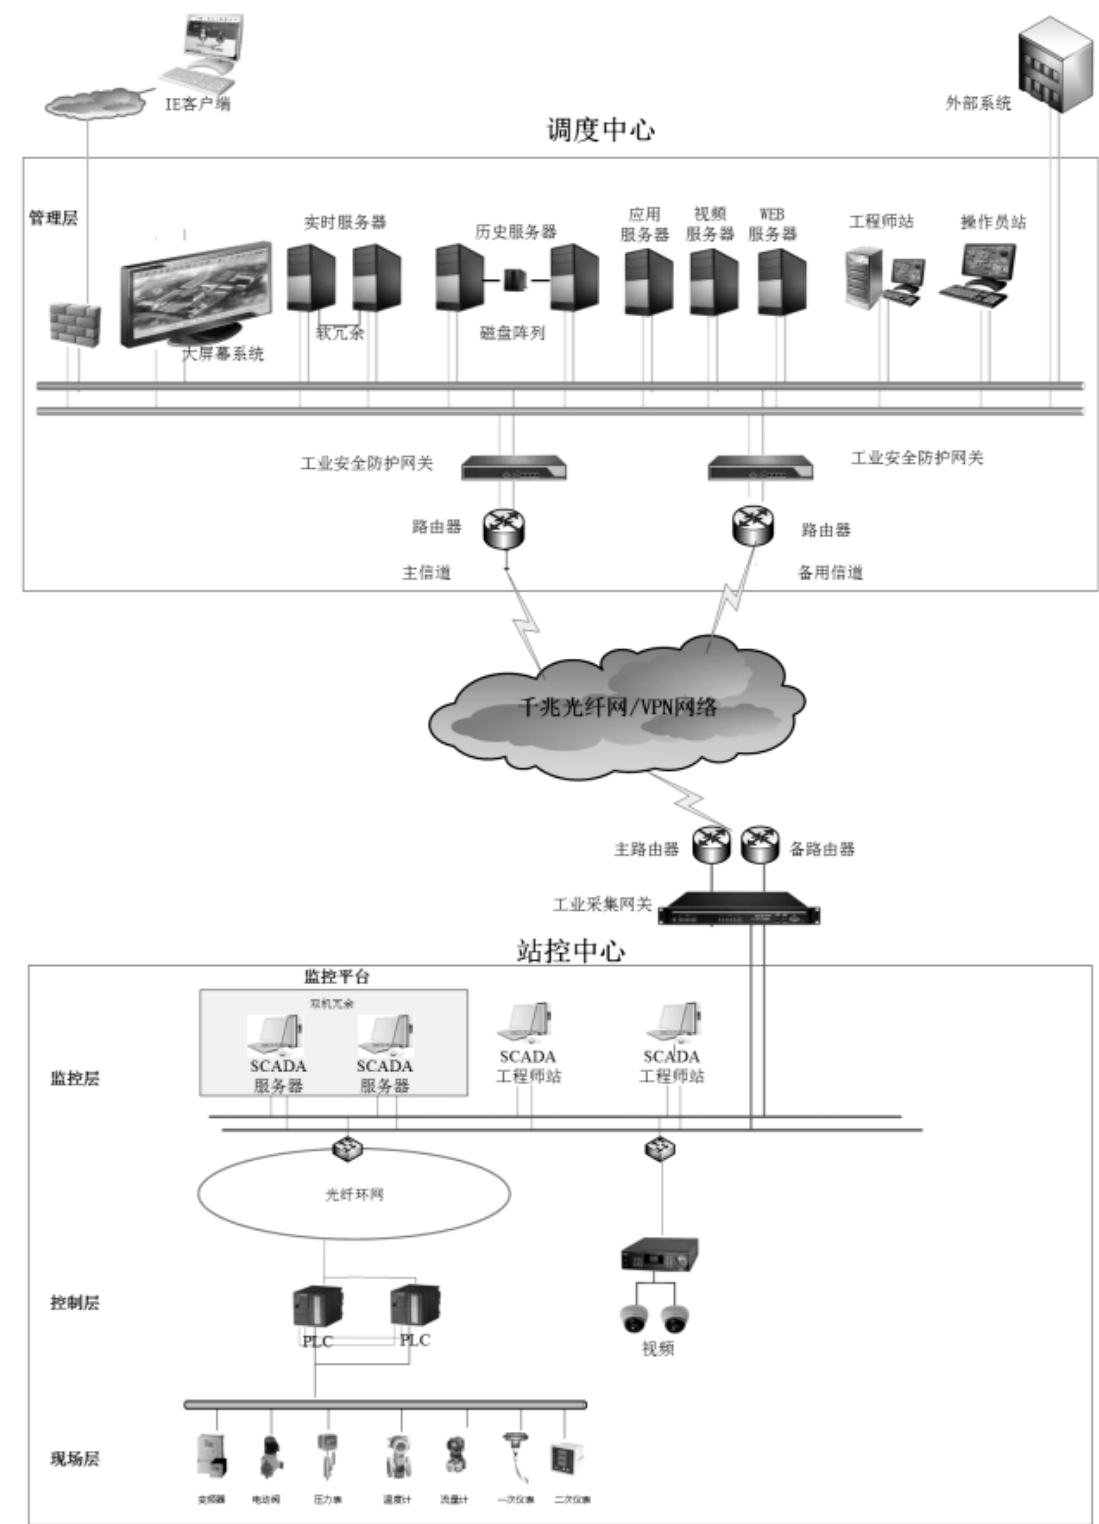 IE客户端
外部系统
调度中心
管理层
实时服务器
历史服务器
应用
服务器
视频
服务器
WEB
服务器
工程师站
操作员站
软冗余
磁盘阵列
大屏幕系统
工业安全防护网关
工业安全防护网关
路由器
路由器
主信道
备用信道
千兆光纤网/VPN网络
主路由器
备路由器
工业采集网关
站控中心
监控平台
双机冗余
SCADA
服务器
SCADA
服务器
SCADA
工程师站
SCADA
工程师站
监控层
光纤环网
控制层
PLC
PLC
视频
现场层
变频器
电动阀
压力表
温度计
流量计
一次仪表
二次仪表